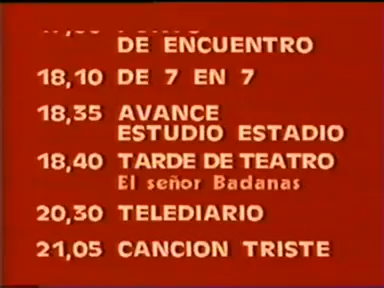 DE ENCUENTRO
18,10 DE 7 EN 7
18,35 AVANCE
ESTUDIO ESTADIO
18,40 TARDE DE TEATRO
El señor Badanas
20,30 TELEDIARIO
21,05 CANCION TRISTE